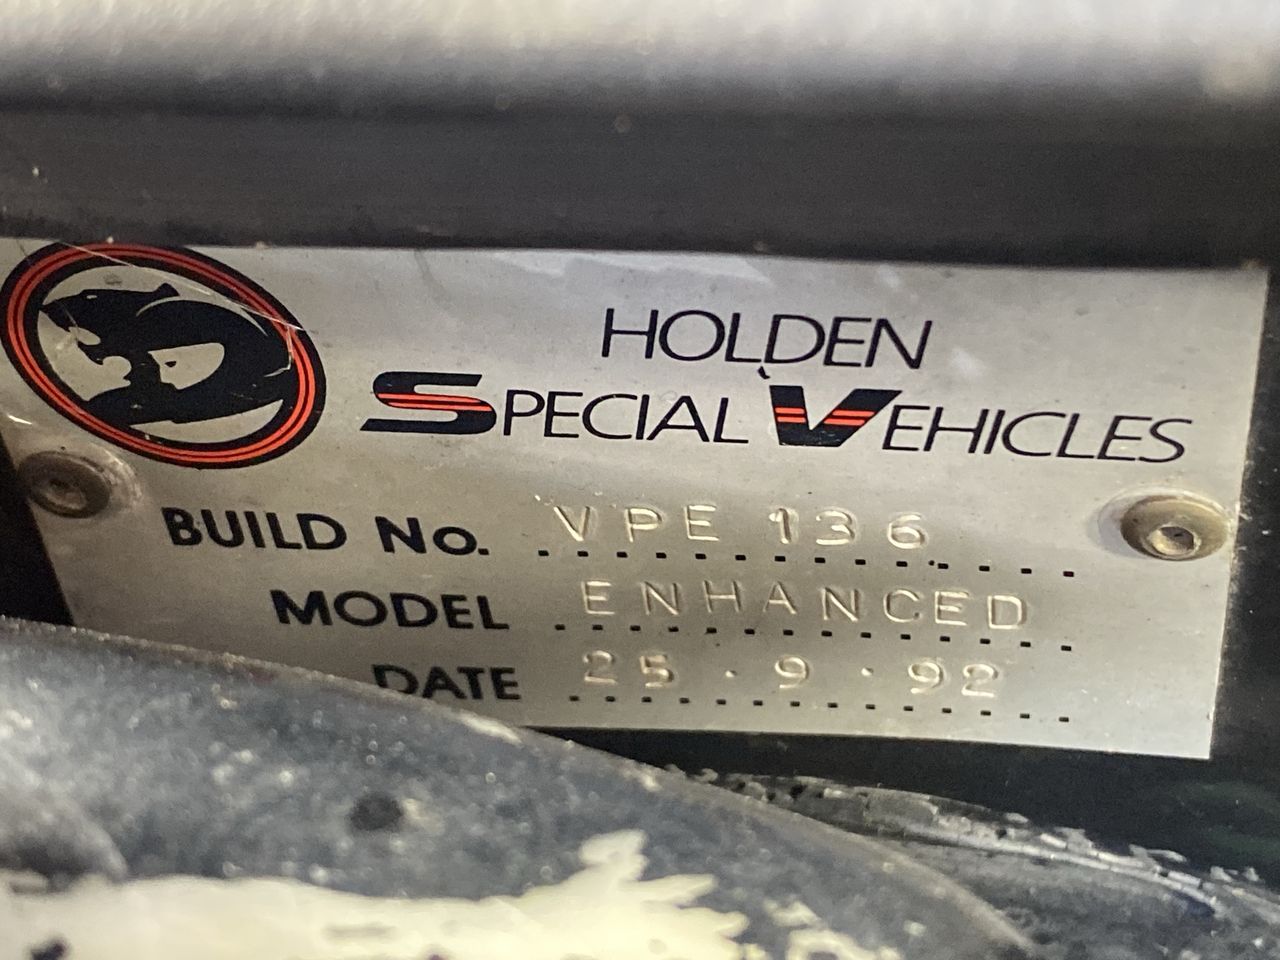 HOLDEN
SPECIAL VEHICLES
BUILD No. VPE 136
MODEL ENHANCED
DATE 25.9.92